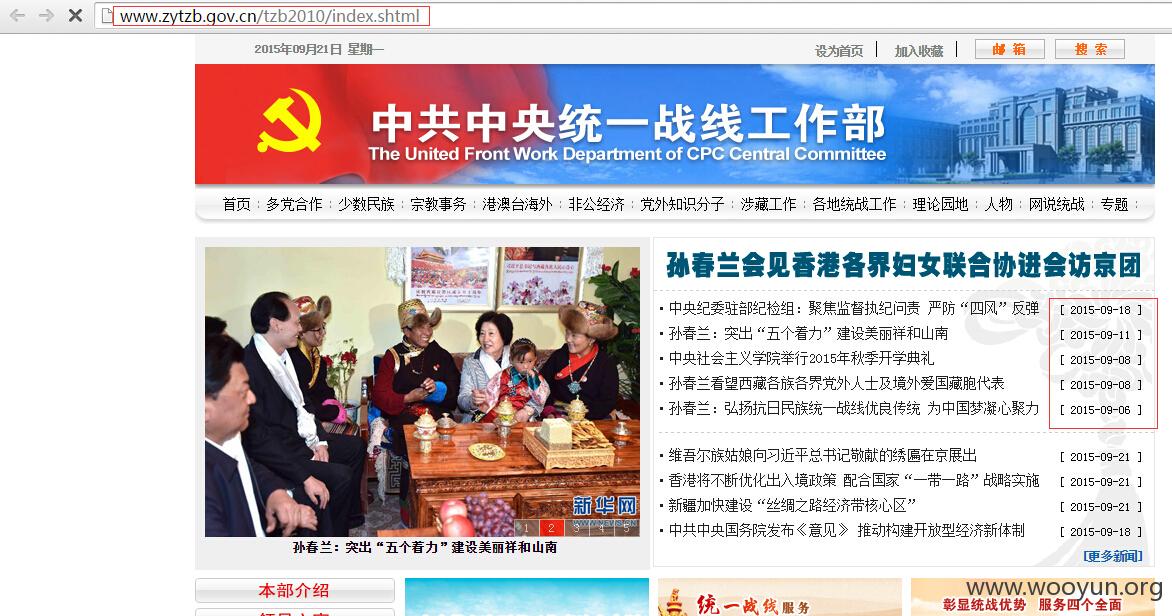 www.zytzb.gov.cn/tzb2010/index.shtml
2015年09月21日 星期一
设为首页 | 加入收藏 | 邮 箱 搜 索
中共中央统一战线工作部
The United Front Work Department of CPC Central Committee
首页 多党合作 少数民族 宗教事务 港澳台海外 非公经济 党外知识分子 涉藏工作 各地统战工作 理论园地 人物 网说统战 专题
孙春兰会见香港各界妇女联合协进会访京团
· 中央纪委驻部纪检组：聚焦监督执纪问责 严防“四风”反弹 [ 2015-09-18 ]
· 孙春兰：突出“五个着力”建设美丽祥和山南 [ 2015-09-11 ]
· 中央社会主义学院举行2015年秋季开学典礼 [ 2015-09-08 ]
· 孙春兰看望西藏各族各界党外人士及境外爱国藏胞代表 [ 2015-09-08 ]
· 孙春兰：弘扬抗日民族统一战线优良传统 为中国梦凝心聚力 [ 2015-09-06 ]
· 维吾尔族姑娘向习近平总书记敬献的绣匾在京展出 [ 2015-09-21 ]
· 香港将不断优化出入境政策 配合国家“一带一路”战略实施 [ 2015-09-21 ]
· 新疆加快建设“丝绸之路经济带核心区” [ 2015-09-21 ]
· 中共中央国务院发布《意见》 推动构建开放型经济新体制 [ 2015-09-18 ]
[更多新闻]
新华网
1 2 3 4 5
孙春兰：突出“五个着力”建设美丽祥和山南
本部介绍
统一战线服务
彰显统战优势 服务四个全面
www.wooyun.org